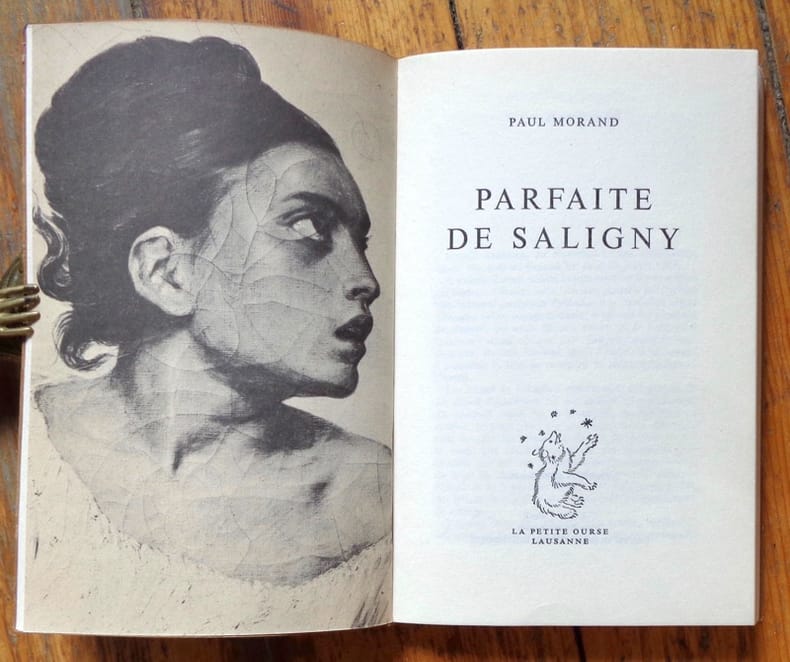 PAUL MORAND
PARFAITE
DE SALIGNY
LA PETITE OURSE
LAUSANNE